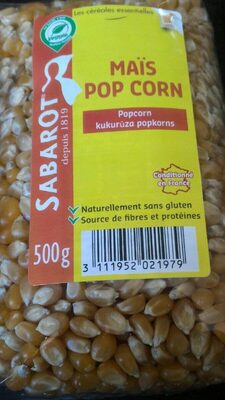 Les céréales essentielles
veggie
MAÏS
POP CORN
Popcorn
kukurūza popkorns
SABAROT
depuis 1819
Conditionné
en France
Naturellement sans gluten
Source de fibres et protéines
500g
3 111952 021979